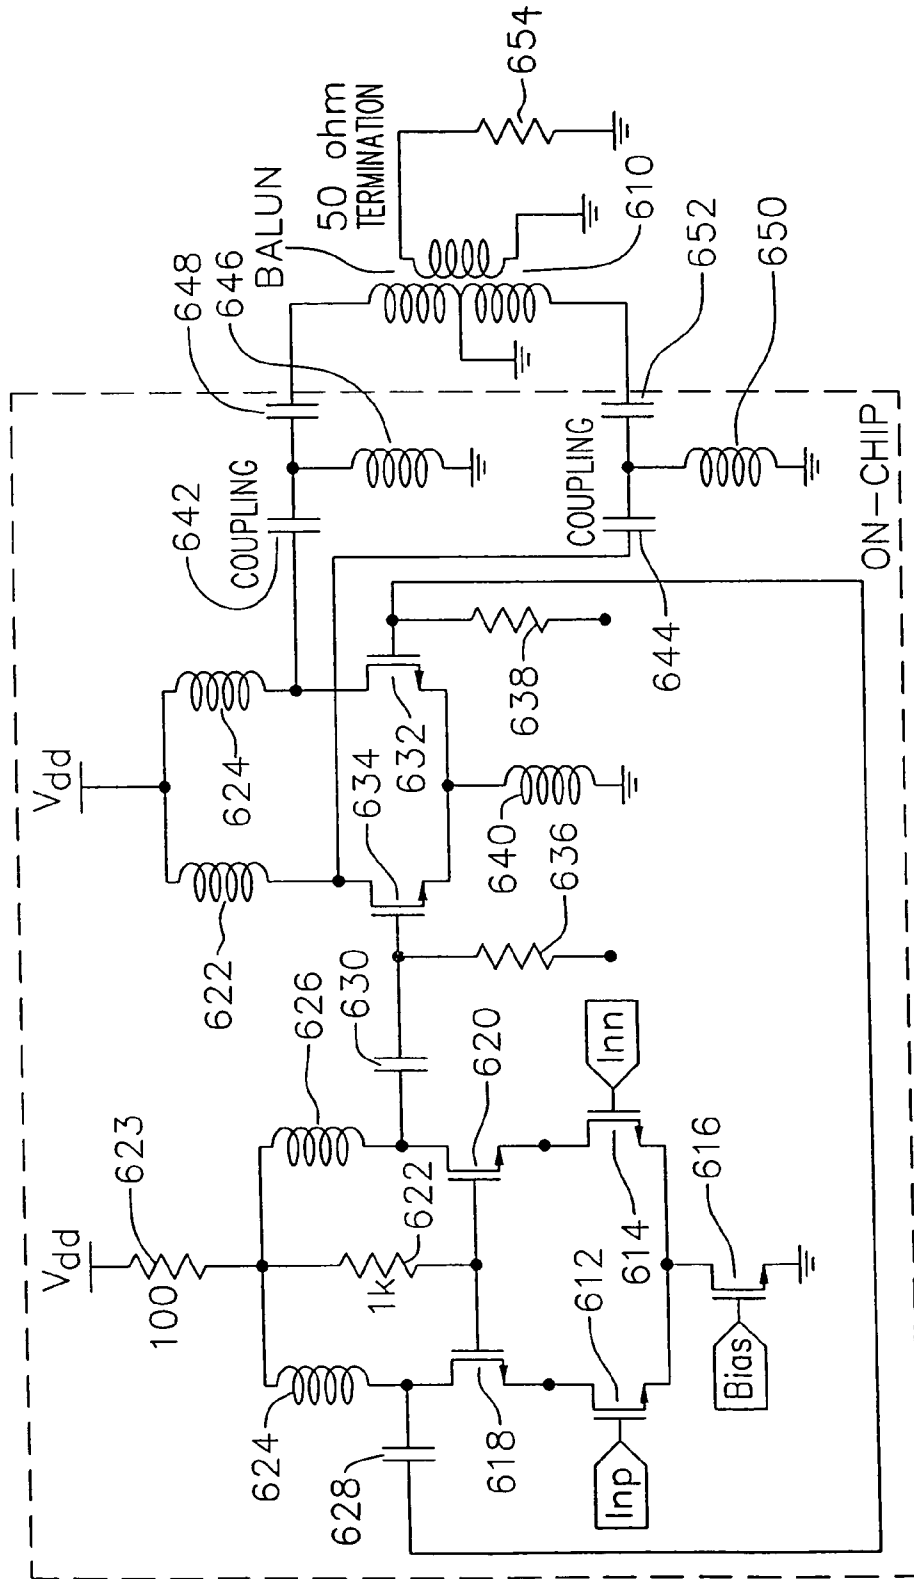 Vdd
623
100
626
624
1k
622
628
630
618
620
612
614
Inp
Inn
616
Bias
Vdd
622
624
634
632
636
640
638
642
COUPLING
648
646
COUPLING
644
652
650
BALUN
50 ohm
TERMINATION
654
610
ON-CHIP